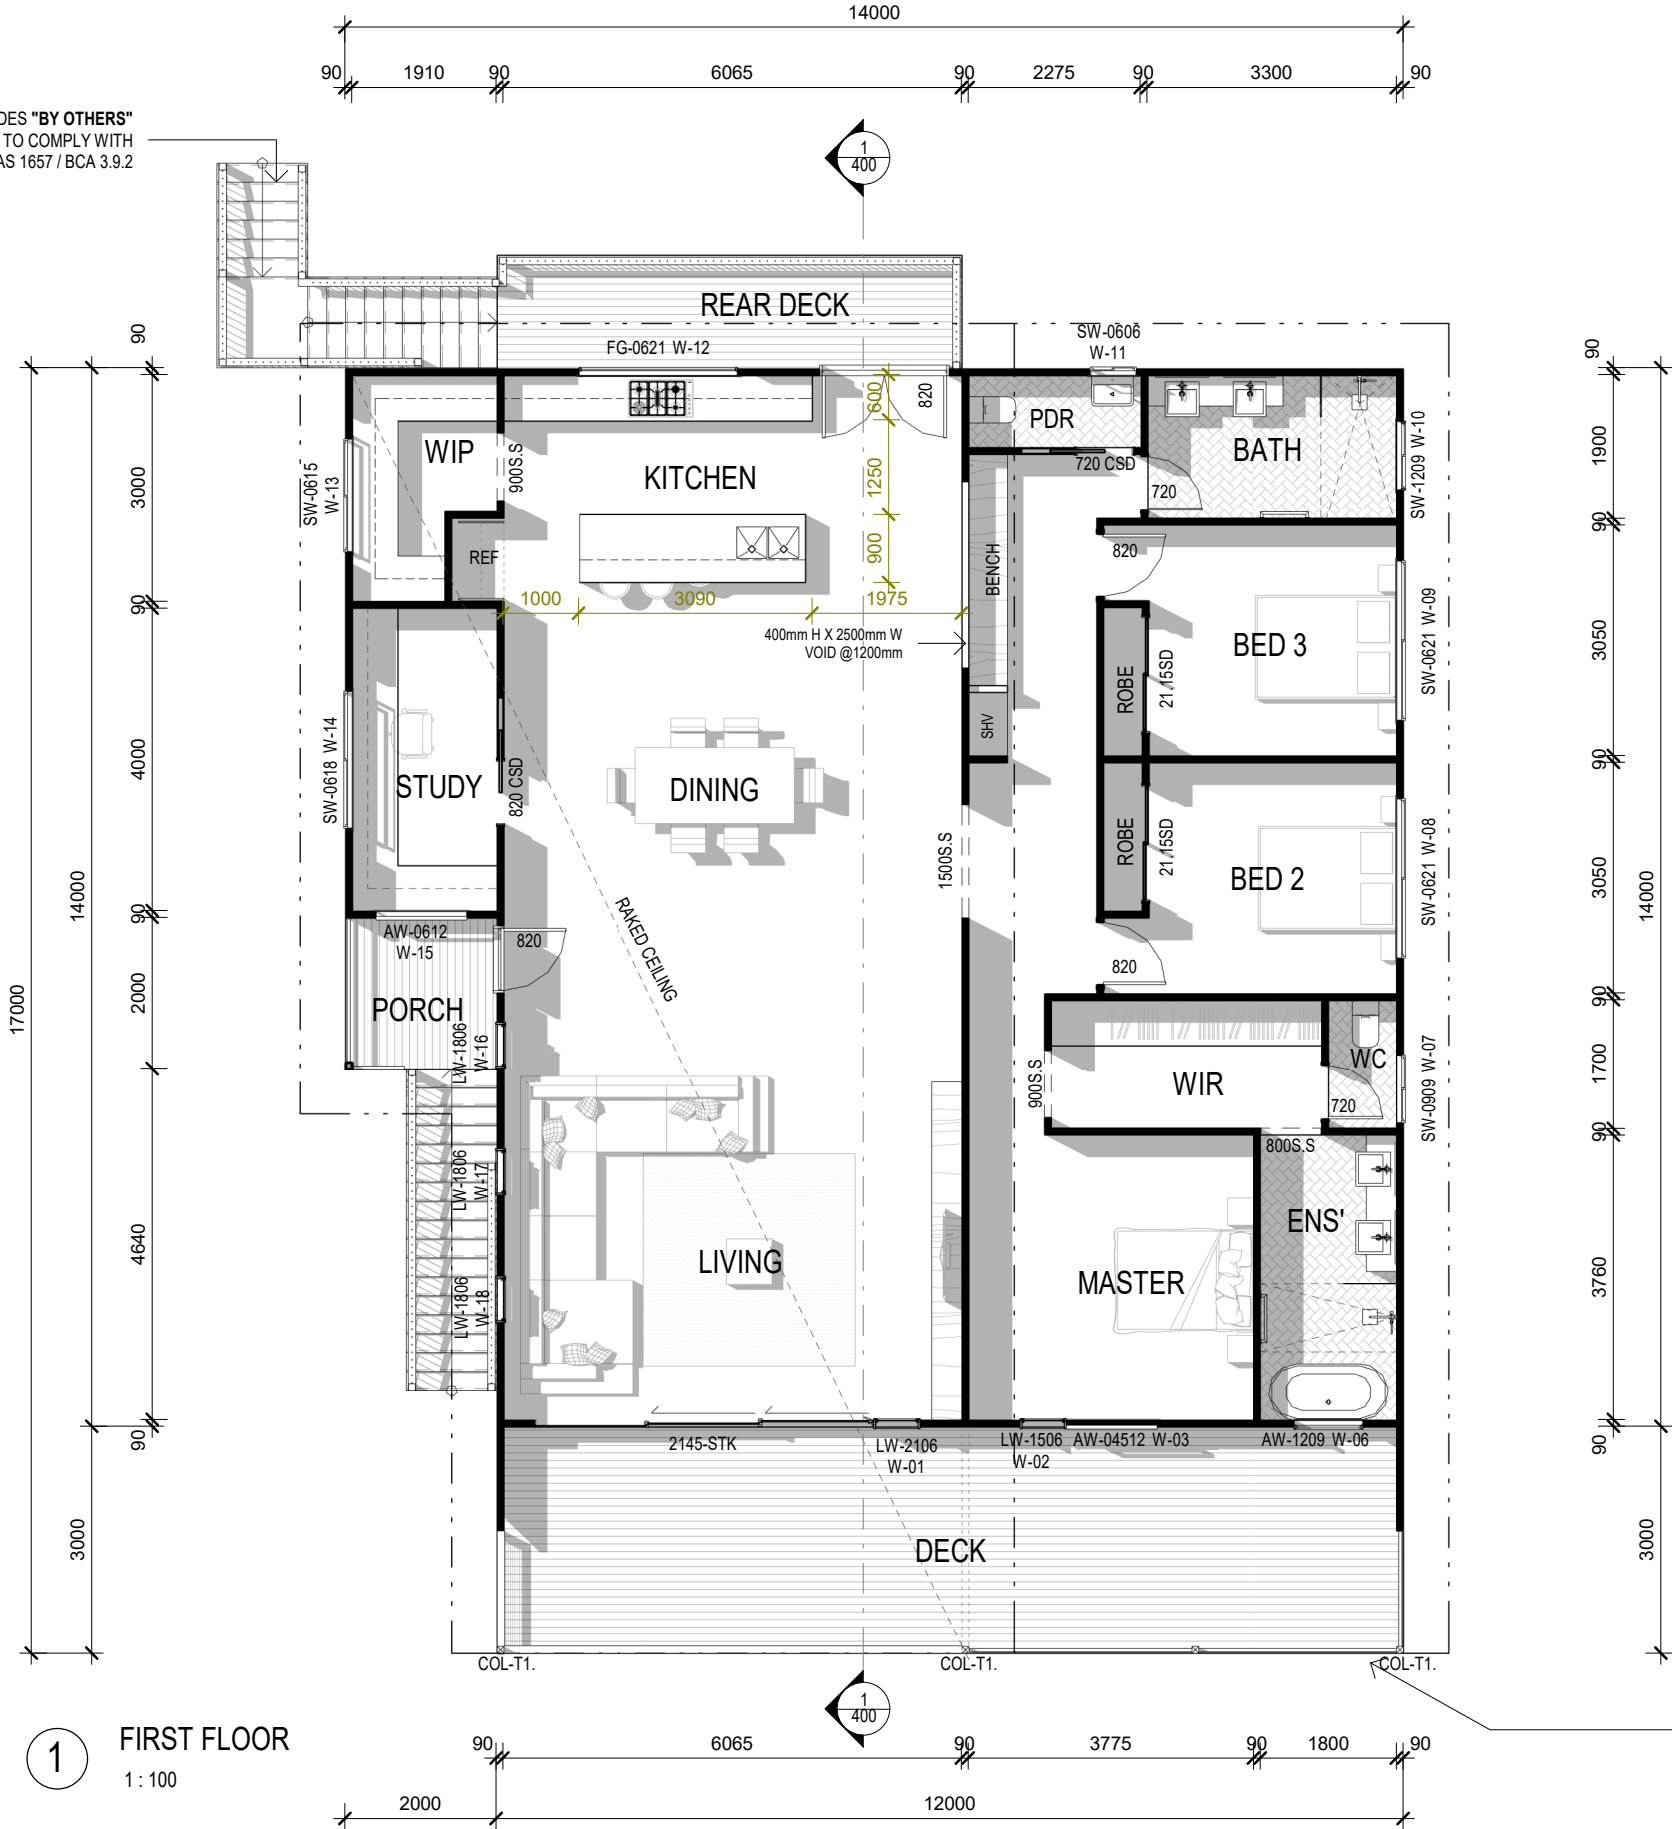 14000
90 1910 90 6065 90 2275 90 3300 90
DES "BY OTHERS"
TO COMPLY WITH
AS 1657 / BCA 3.9.2
1
400
REAR DECK
FG-0621 W-12
SW-0606
W-11
90
3000
90
4000
90
2000
4640
90
14000
3000
17000
90
1900
90
3050
90
3050
90
1700
90
3760
90
14000
3000
WIP
SW-0615
W-13
900S.S
REF
KITCHEN
600
1250
900
820
1000 3090 1975
400mm H X 2500mm W
VOID @1200mm
PDR
720 CSD
BATH
720
SW-1209 W-10
BENCH
SHV
820
BED 3
ROBE
21.15SD
SW-0621 W-09
STUDY
SW-0618 W-14
820 CSD
DINING
1500S.S
ROBE
21.15SD
BED 2
SW-0621 W-08
820
AW-0612
W-15
820
PORCH
LW-1806
W-16
LW-1806
W-17
LW-1806
W-18
RAKED CEILING
900S.S
WIR
WC
720
SW-0909 W-07
800S.S
ENS'
LIVING
MASTER
2145-STK
LW-2106
W-01
LW-1506
W-02
AW-04512 W-03
AW-1209 W-06
DECK
COL-T1.
COL-T1.
COL-T1.
1
400
1
FIRST FLOOR
1 : 100
90 6065 90 3775 90 1800 90
2000 12000